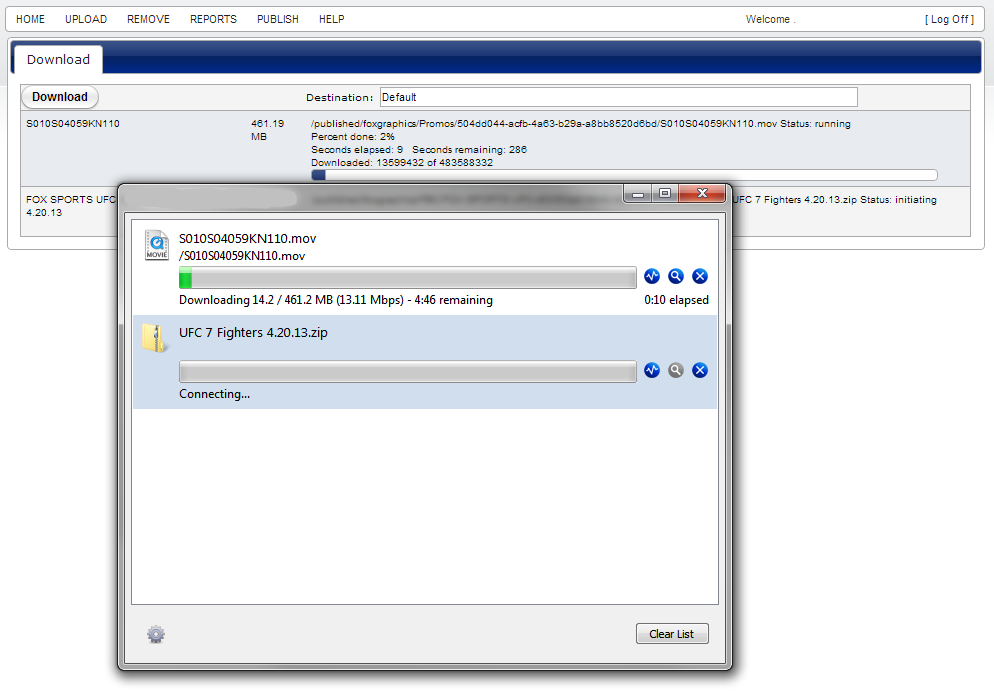 HOME UPLOAD REMOVE REPORTS PUBLISH HELP Welcome . [ Log Off ]
Download
Download Destination: Default
S010S04059KN110 461.19 MB
/published/foxgraphics/Promos/504dd044-acfb-4a63-b29a-a8bb8520d6bd/S010S04059KN110.mov Status: running
Percent done: 2%
Seconds elapsed: 9 Seconds remaining: 286
Downloaded: 13599432 of 483588332
FOX SPORTS UFC UFC 7 Fighters 4.20.13.zip Status: initiating
4.20.13
S010S04059KN110.mov
/S010S04059KN110.mov
MOVIE
Downloading 14.2 / 461.2 MB (13.11 Mbps) - 4:46 remaining 0:10 elapsed
UFC 7 Fighters 4.20.13.zip
Connecting...
Clear List